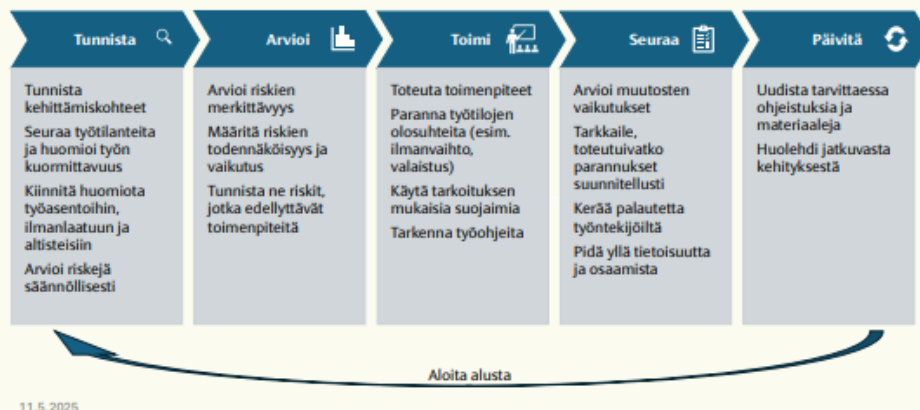 Tunnista
Arvioi
Toimi
Seuraa
Päivitä
Tunnista
kehittämiskohteet
Seuraa työtilanteita
ja huomioi työn
kuormittavuus
Kiinnitä huomiota
työasentoihin,
ilmanlaatuun ja
altisteisiin
Arvioi riskejä
säännöllisesti
Arvioi riskien
merkittävyys
Määritä riskien
todennäköisyys ja
vaikutus
Tunnista ne riskit,
jotka edellyttävät
toimenpiteitä
Toteuta toimenpiteet
Paranna työtilojen
olosuhteita (esim.
ilmanvaihto,
valaistus)
Käytä tarkoituksen
mukaisia suojaimia
Tarkenna työohjeita
Arvioi muutosten
vaikutukset
Tarkkaile,
toteutuivatko
parannukset
suunnitellusti
Kerää palautetta
työntekijöiltä
Pidä yllä tietoisuutta
ja osaamista
Uudista tarvittaessa
ohjeistuksia ja
materiaaleja
Huolehdi jatkuvasta
kehityksestä
Aloita alusta
11.5.2025